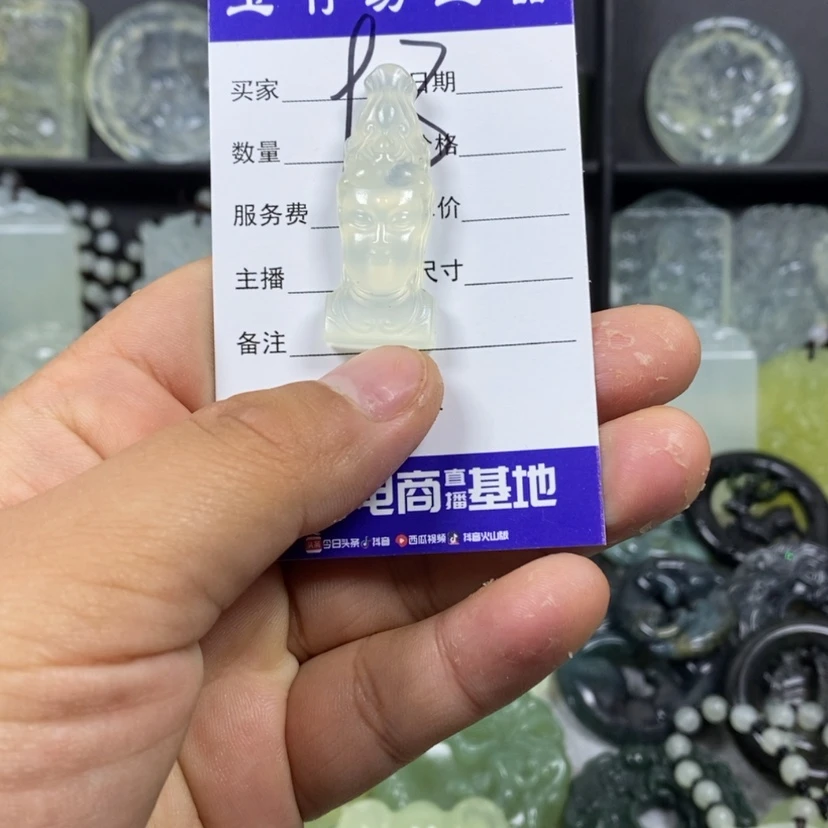 买家 日期
数量 价格
服务费 单价
主播 尺寸
备注
电商直播基地
今日头条 抖音 西瓜视频 抖音火山版